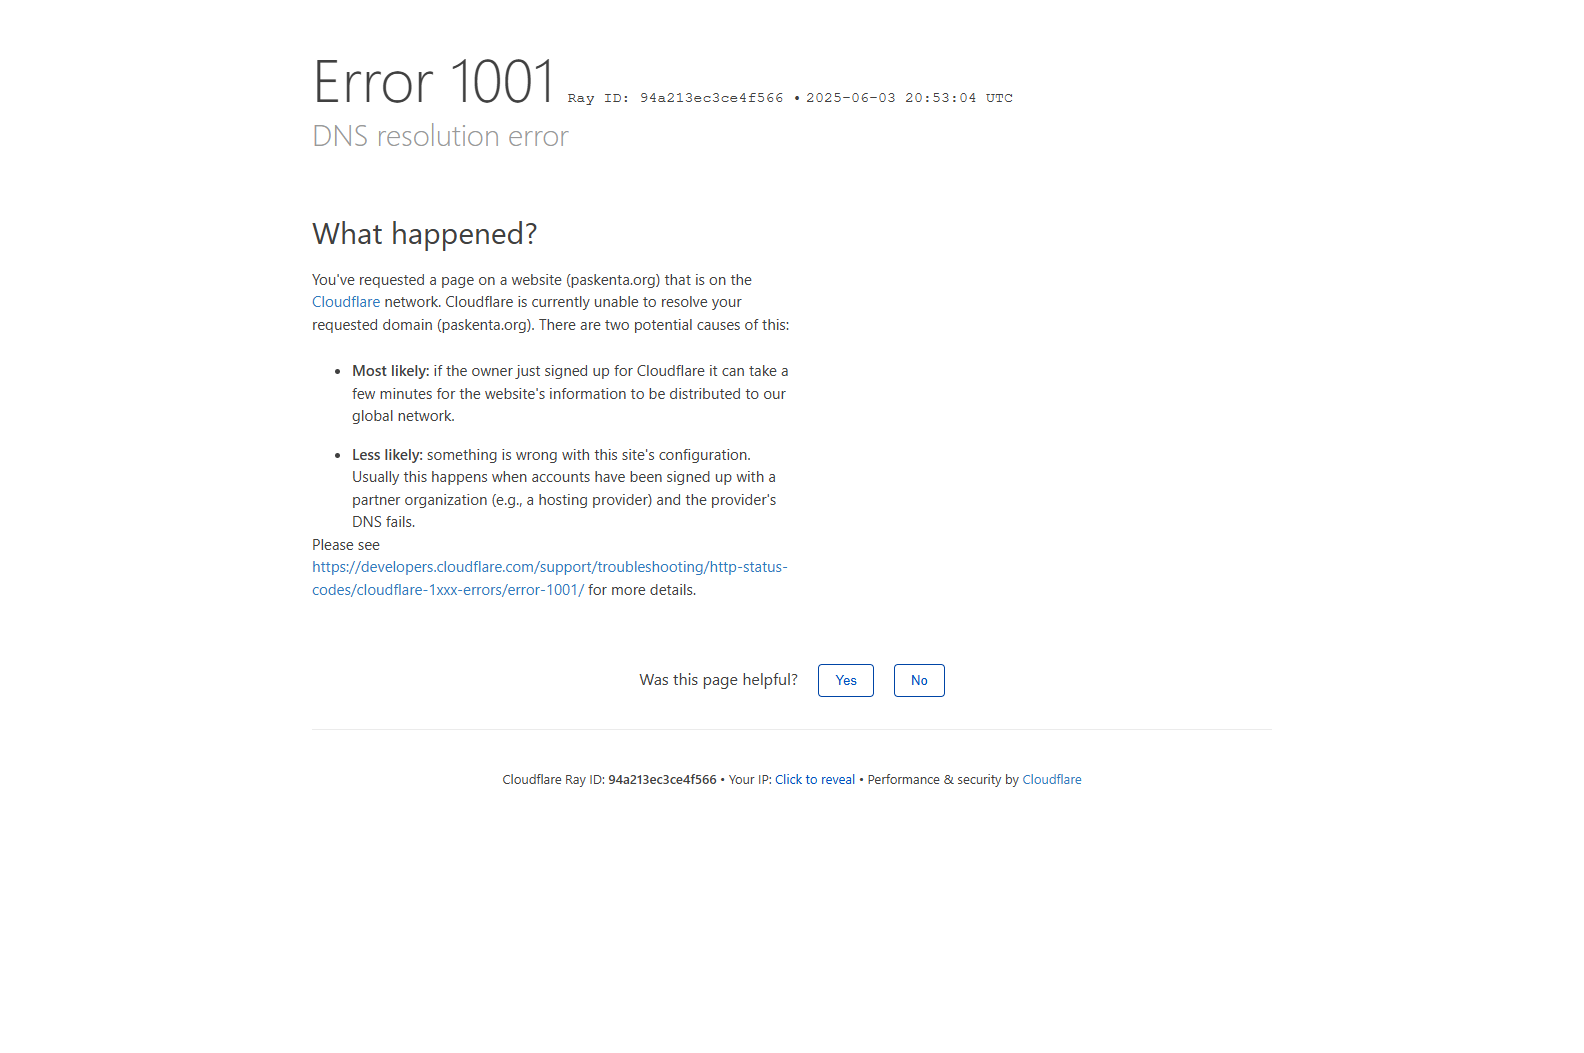 Error 1001 Ray ID: 94a213ec3ce4f566 • 2025-06-03 20:53:04 UTC
DNS resolution error
What happened?
You've requested a page on a website (paskenta.org) that is on the
Cloudflare network. Cloudflare is currently unable to resolve your
requested domain (paskenta.org). There are two potential causes of this:
• Most likely: if the owner just signed up for Cloudflare it can take a
few minutes for the website's information to be distributed to our
global network.
• Less likely: something is wrong with this site's configuration.
Usually this happens when accounts have been signed up with a
partner organization (e.g., a hosting provider) and the provider's
DNS fails.
Please see
https://developers.cloudflare.com/support/troubleshooting/http-status-
codes/cloudflare-1xxx-errors/error-1001/ for more details.
Was this page helpful? Yes No
Cloudflare Ray ID: 94a213ec3ce4f566 • Your IP: Click to reveal • Performance & security by Cloudflare